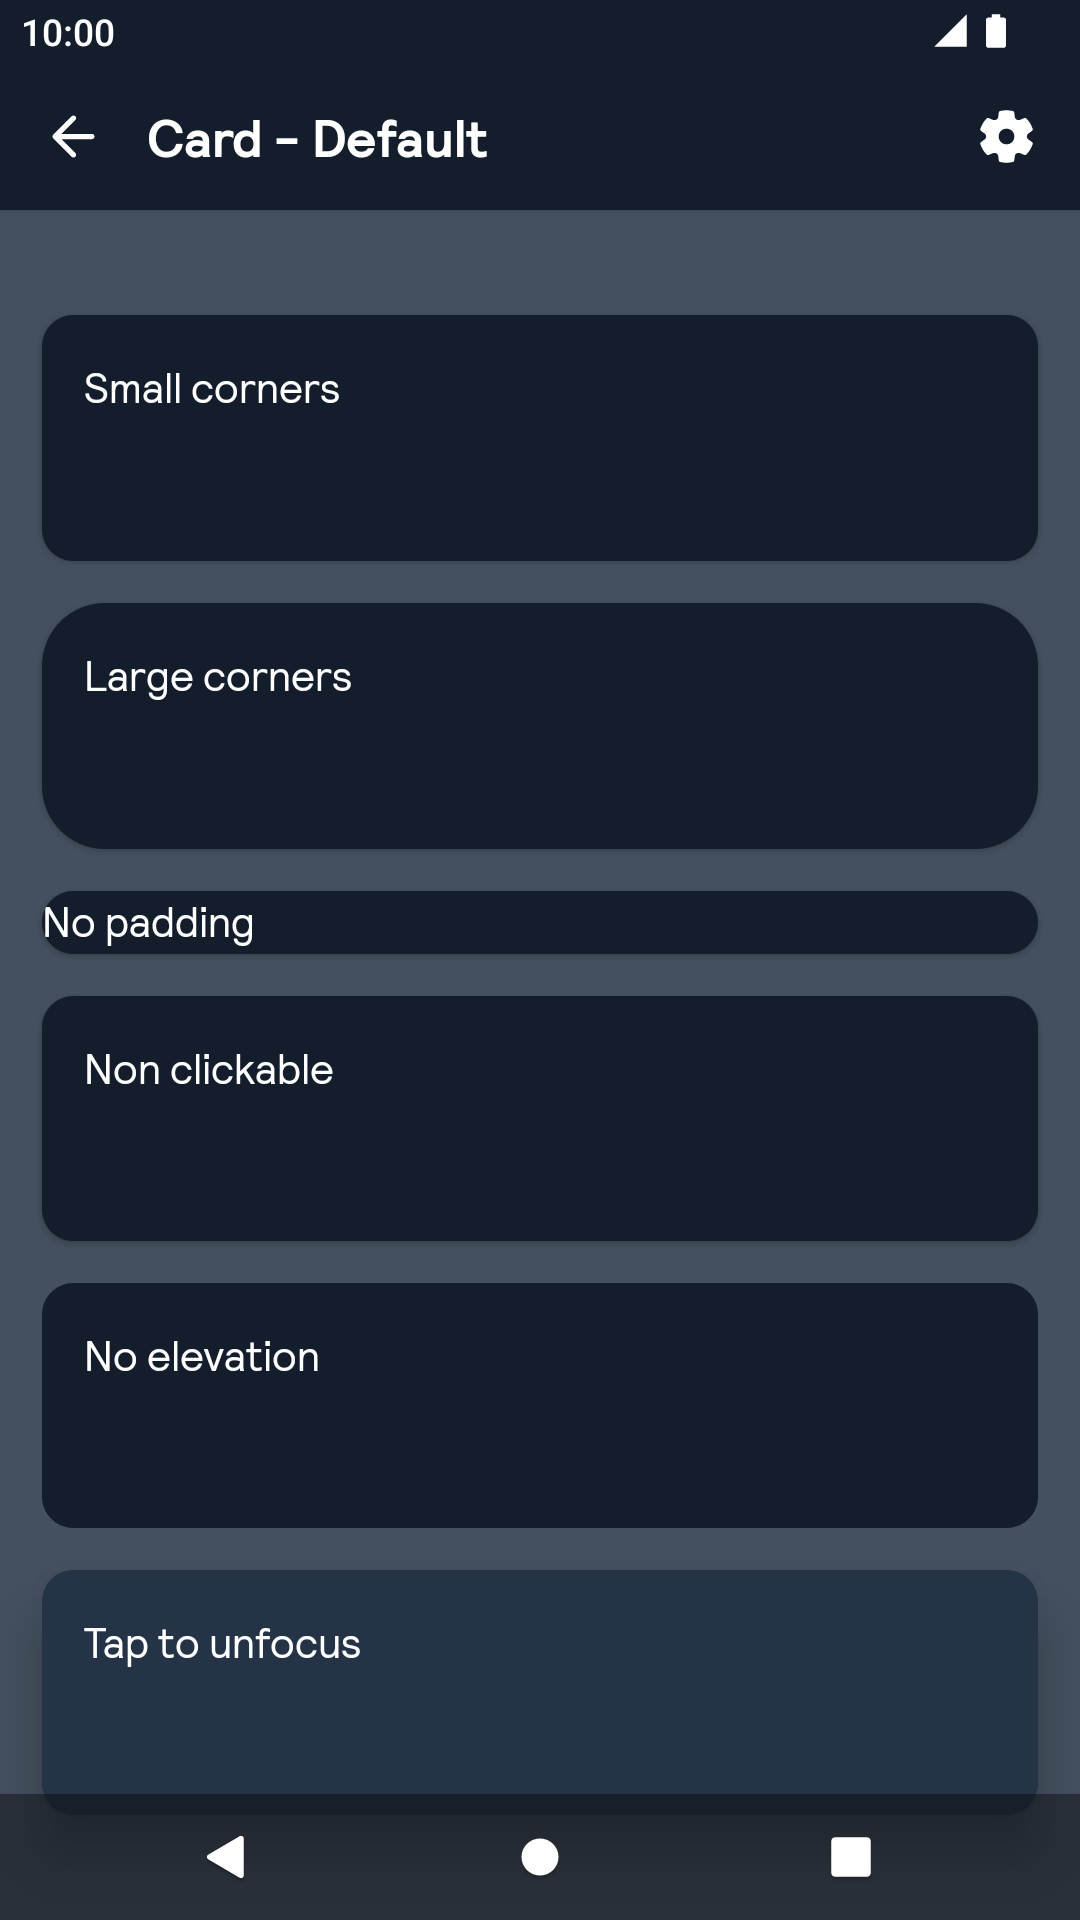 10:00
Card - Default
Small corners
Large corners
No padding
Non clickable
No elevation
Tap to unfocus